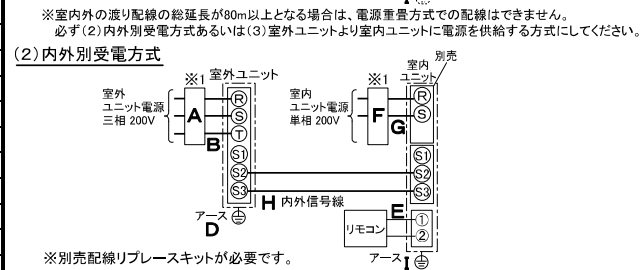 ※室内外の渡り配線の総延長が80m以上となる場合は、電源重畳方式での配線はできません。
必ず(2)内外別受電方式あるいは(3)室外ユニットより室内ユニットに電源を供給する方式にしてください。
(2)内外別受電方式
※1 室外ユニット
※1
室内
ユニット
別売
室外
ユニット電源
三相 200V
A
B
R
S
T
S1
S2
S3
室内
ユニット電源
単相 200V
F
G
R
S
S1
S2
S3
H 内外信号線
アース
D
リモコン
E
①
②
アース I
※別売配線リプレースキットが必要です。